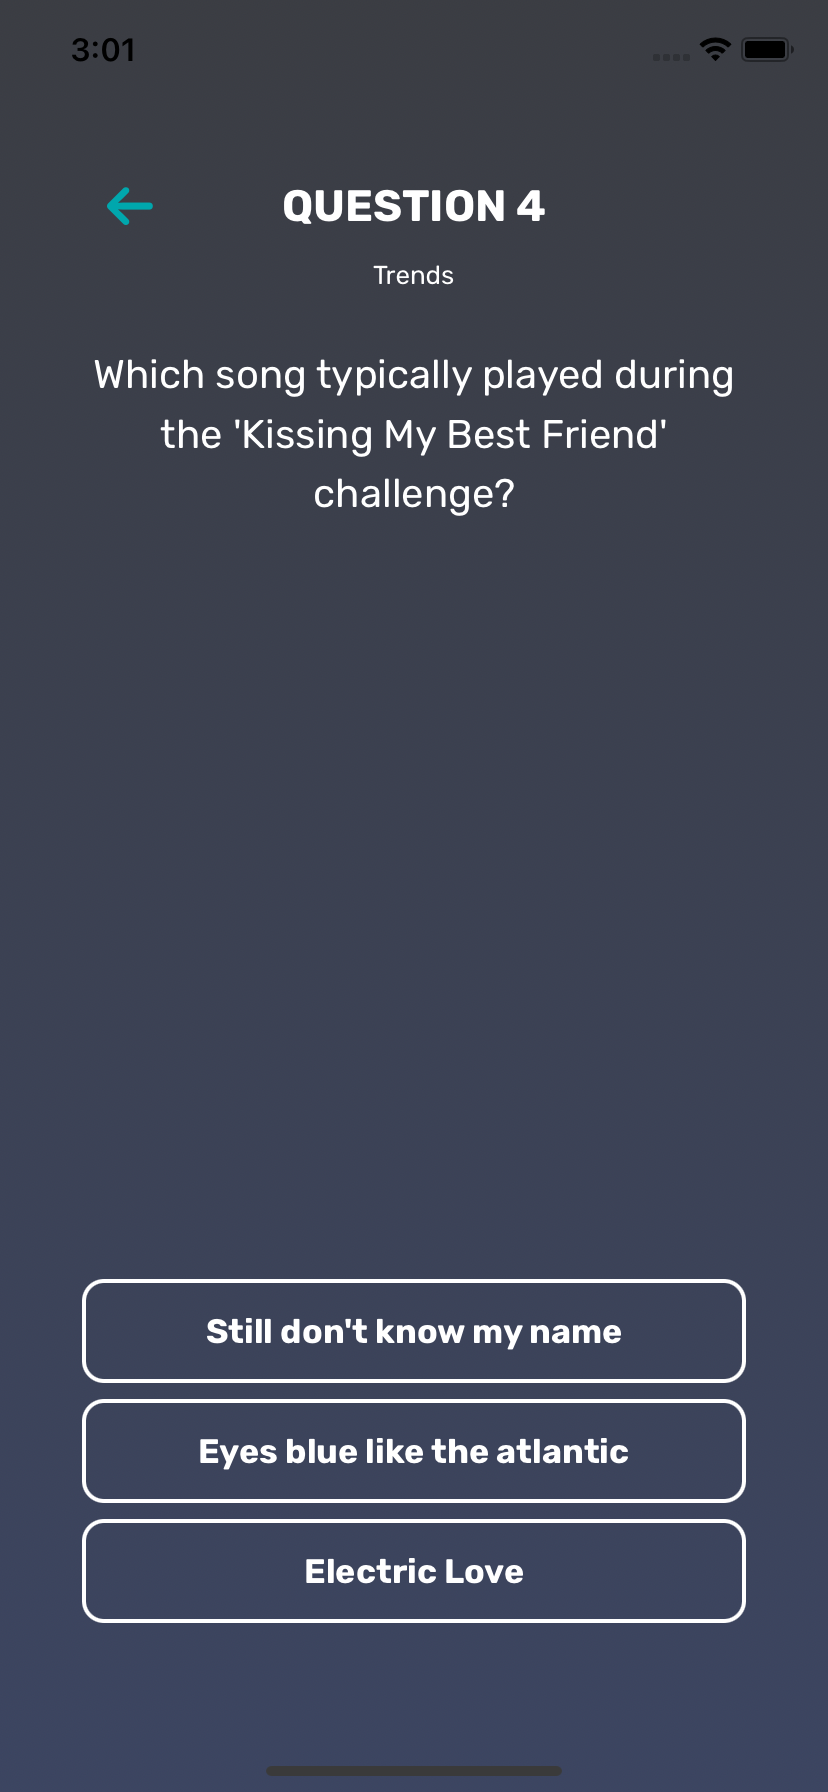 3:01
QUESTION 4
Trends
Which song typically played during
the 'Kissing My Best Friend'
challenge?
Still don't know my name
Eyes blue like the atlantic
Electric Love